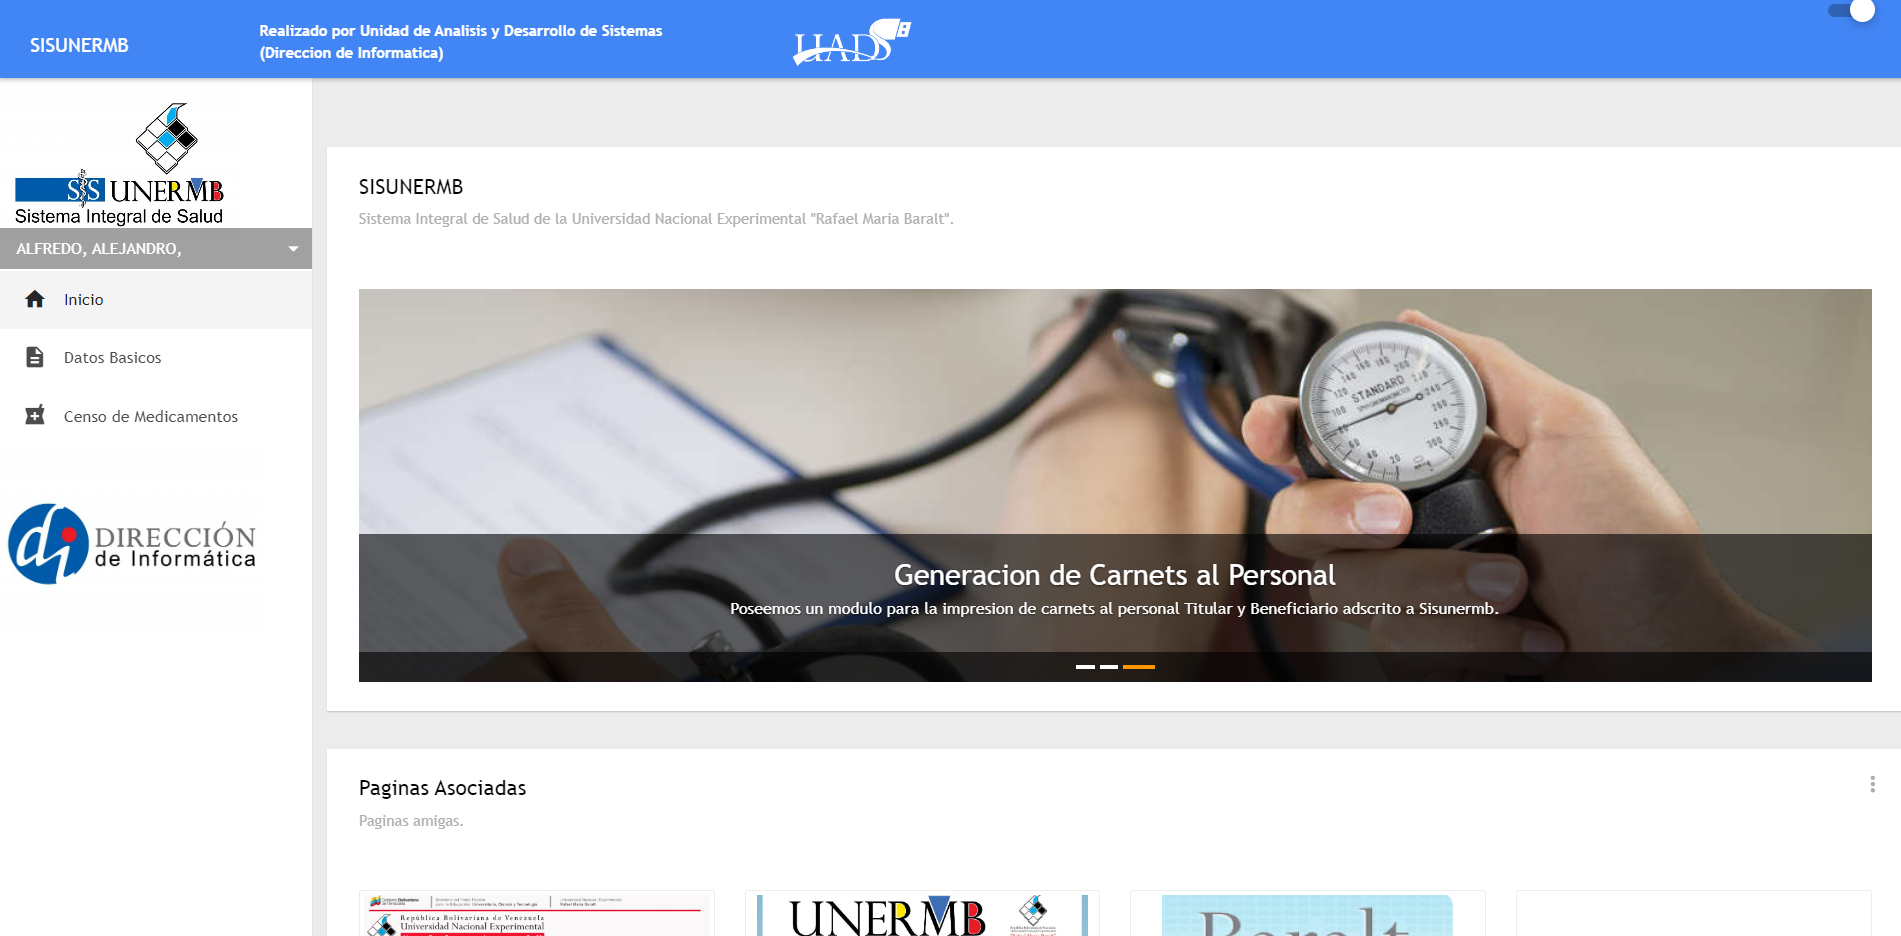 SISUNERMB
Realizado por Unidad de Analisis y Desarrollo de Sistemas
(Direccion de Informatica)
UADS
SIS UNERMB
Sistema Integral de Salud
ALFREDO, ALEJANDRO,
Inicio
Datos Basicos
Censo de Medicamentos
di DIRECCIÓN
de Informática
SISUNERMB
Sistema Integral de Salud de la Universidad Nacional Experimental "Rafael Maria Baralt".
STANDARD
Generacion de Carnets al Personal
Poseemos un modulo para la impresion de carnets al personal Titular y Beneficiario adscrito a Sisunermb.
Paginas Asociadas
Paginas amigas.
República Bolivariana de Venezuela
Universidad Nacional Experimental
UNERMB
Baralt